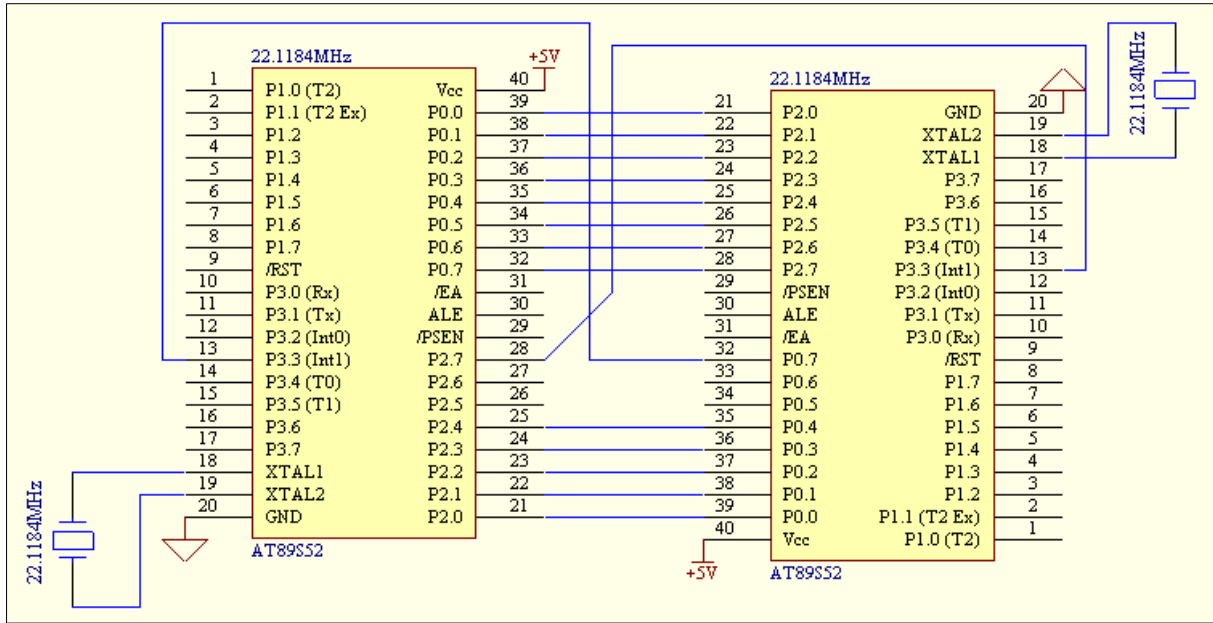 22.1184MHz
+5V
1 P1.0 (T2) Vcc 40
2 P1.1 (T2 Ex) P0.0 39
3 P1.2 P0.1 38
4 P1.3 P0.2 37
5 P1.4 P0.3 36
6 P1.5 P0.4 35
7 P1.6 P0.5 34
8 P1.7 P0.6 33
9 /RST P0.7 32
10 P3.0 (Rx) /EA 31
11 P3.1 (Tx) ALE 30
12 P3.2 (Int0) /PSEN 29
13 P3.3 (Int1) P2.7 28
14 P3.4 (T0) P2.6 27
15 P3.5 (T1) P2.5 26
16 P3.6 P2.4 25
17 P3.7 P2.3 24
18 XTAL1 P2.2 23
19 XTAL2 P2.1 22
20 GND P2.0 21
AT89S52
22.1184MHz
22.1184MHz
21 P2.0 GND 20
22 P2.1 XTAL2 19
23 P2.2 XTAL1 18
24 P2.3 P3.7 17
25 P2.4 P3.6 16
26 P2.5 P3.5 (T1) 15
27 P2.6 P3.4 (T0) 14
28 P2.7 P3.3 (Int1) 13
29 /PSEN P3.2 (Int0) 12
30 ALE P3.1 (Tx) 11
31 /EA P3.0 (Rx) 10
32 P0.7 /RST 9
33 P0.6 P1.7 8
34 P0.5 P1.6 7
35 P0.4 P1.5 6
36 P0.3 P1.4 5
37 P0.2 P1.3 4
38 P0.1 P1.2 3
39 P0.0 P1.1 (T2 Ex) 2
40 Vcc P1.0 (T2) 1
+5V
AT89S52
22.1184MHz